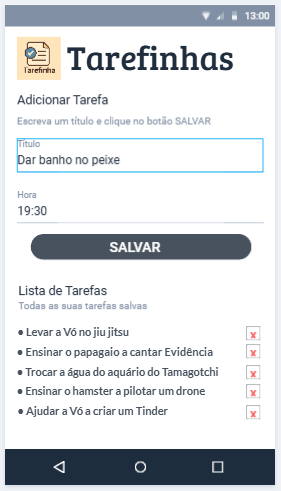 13:00
Tarefinha
Tarefinhas
Adicionar Tarefa
Escreva um título e clique no botão SALVAR
Título
Dar banho no peixe
Hora
19:30
SALVAR
Lista de Tarefas
Todas as suas tarefas salvas
• Levar a Vó no jiu jitsu x
• Ensinar o papagaio a cantar Evidência x
• Trocar a água do aquário do Tamagotchi x
• Ensinar o hamster a pilotar um drone x
• Ajudar a Vó a criar um Tinder x